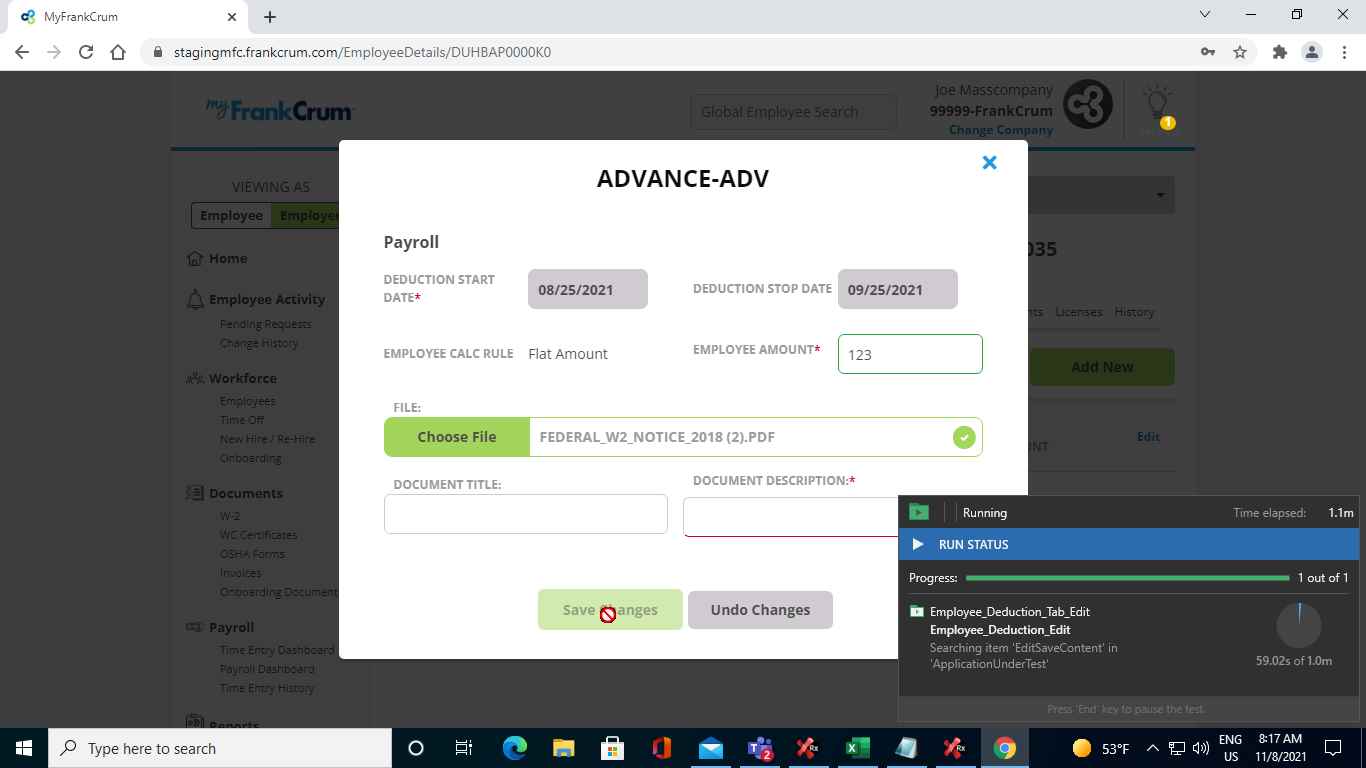 MyFrankCrum
stagingmfc.frankcrum.com/EmployeeDetails/DUHBAP0000K0
myFrankCrum
Global Employee Search
Joe Masscompany
99999-FrankCrum
Change Company
1
VIEWING AS
Employee
Home
Employee Activity
Pending Requests
Change History
Workforce
Employees
Time Off
New Hire / Re-Hire
Onboarding
Documents
W-2
WC Certificates
OSHA Forms
Invoices
Onboarding Document
Payroll
Time Entry Dashboard
Payroll Dashboard
Time Entry History
Reports
035
Licenses History
Add New
Edit
ADVANCE-ADV
Payroll
DEDUCTION START DATE*
08/25/2021
DEDUCTION STOP DATE
09/25/2021
EMPLOYEE CALC RULE
Flat Amount
EMPLOYEE AMOUNT*
123
FILE:
Choose File
FEDERAL_W2_NOTICE_2018 (2).PDF
DOCUMENT TITLE:
DOCUMENT DESCRIPTION:*
Save Changes
Undo Changes
Running
Time elapsed: 1.1m
RUN STATUS
Progress: 1 out of 1
Employee_Deduction_Tab_Edit
Employee_Deduction_Edit
Searching item 'EditSaveContent' in
'ApplicationUnderTest'
59.02s of 1.0m
Press 'End' key to pause the test.
Type here to search
2
Rx
Rx
53°F
ENG
US
8:17 AM
11/8/2021